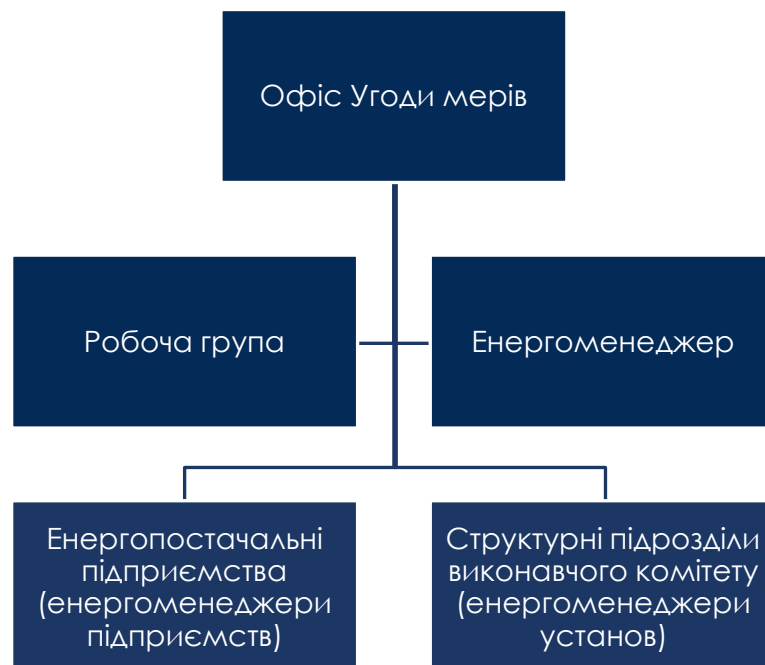 Офіс Угоди мерів
Робоча група
Енергоменеджер
Енергопостачальні
підприємства
(енергоменеджери
підприємств)
Структурні підрозділи
виконавчого комітету
(енергоменеджери
установ)